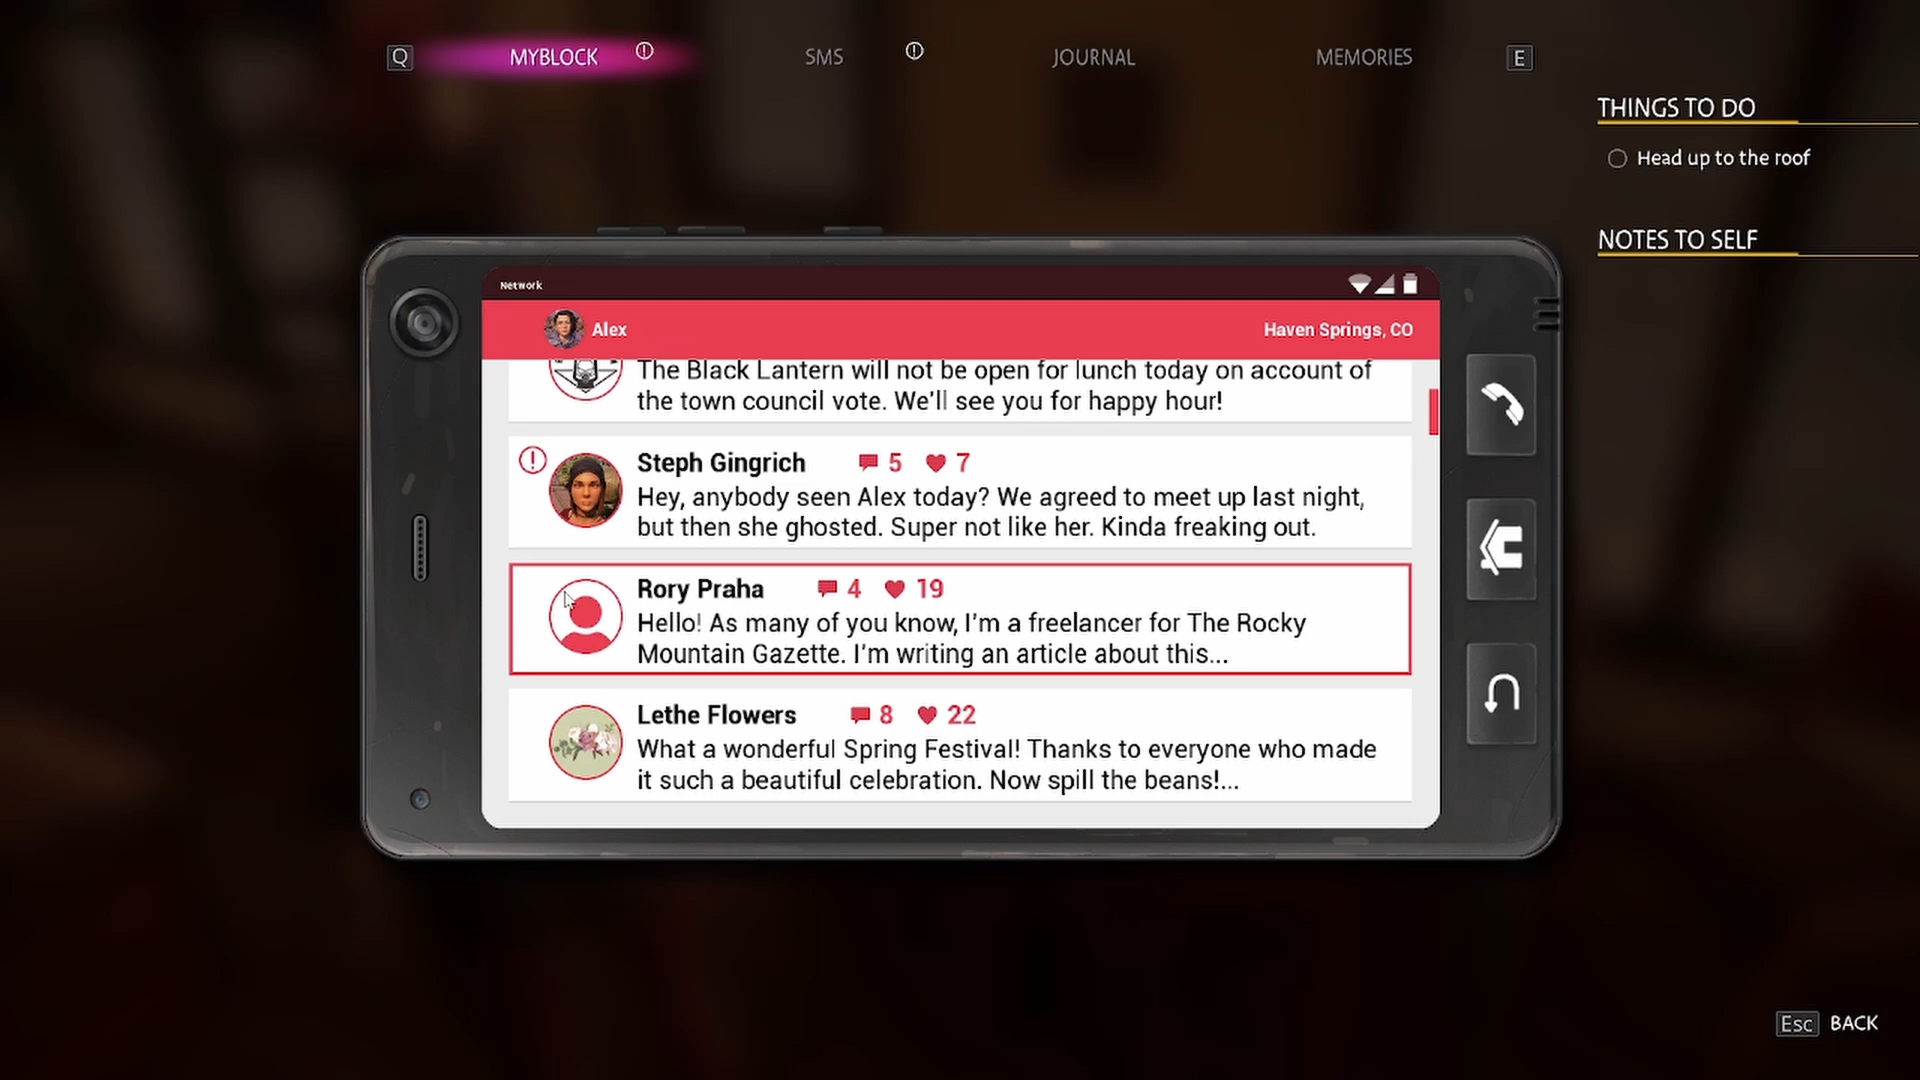 Q
MYBLOCK
SMS
JOURNAL
MEMORIES
E
THINGS TO DO
Head up to the roof
NOTES TO SELF
Network
Alex
Haven Springs, CO
The Black Lantern will not be open for lunch today on account of
the town council vote. We'll see you for happy hour!
Steph Gingrich 5 7
Hey, anybody seen Alex today? We agreed to meet up last night,
but then she ghosted. Super not like her. Kinda freaking out.
Rory Praha 4 19
Hello! As many of you know, I'm a freelancer for The Rocky
Mountain Gazette. I'm writing an article about this...
Lethe Flowers 8 22
What a wonderful Spring Festival! Thanks to everyone who made
it such a beautiful celebration. Now spill the beans!...
Esc BACK